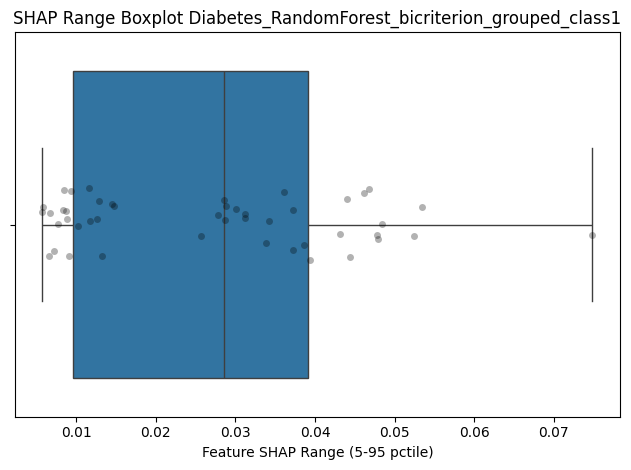 SHAP Range Boxplot Diabetes_RandomForest_bicriterion_grouped_class1
0.01 0.02 0.03 0.04 0.05 0.06 0.07
Feature SHAP Range (5-95 pctile)